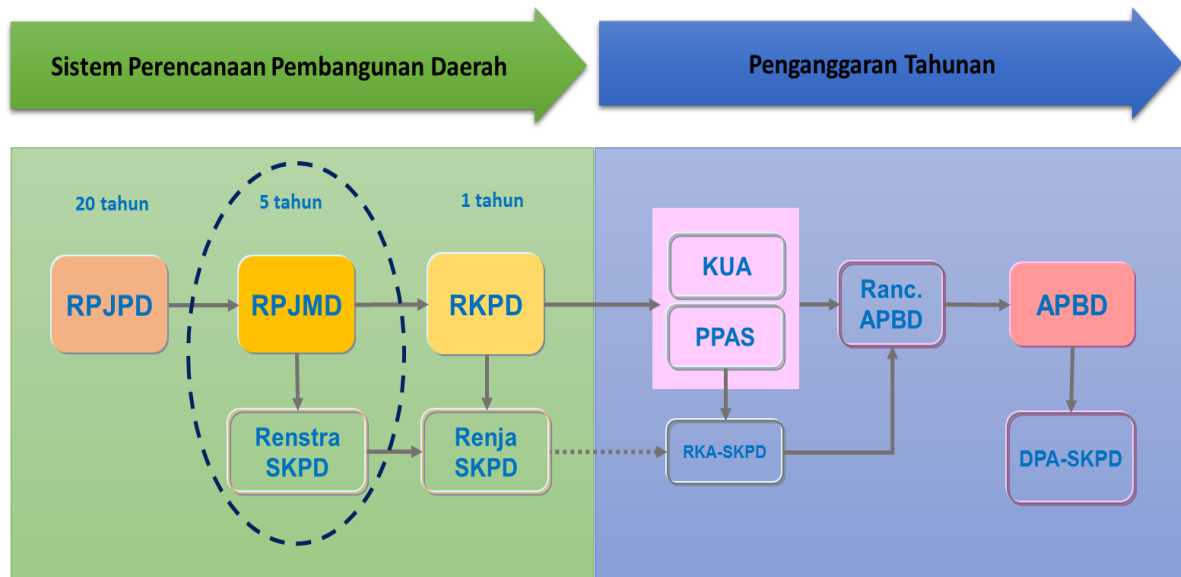 Sistem Perencanaan Pembangunan Daerah
Penganggaran Tahunan
20 tahun
5 tahun
1 tahun
RPJPD
RPJMD
RKPD
KUA
PPAS
Ranc.
APBD
APBD
Renstra
SKPD
Renja
SKPD
RKA-SKPD
DPA-SKPD